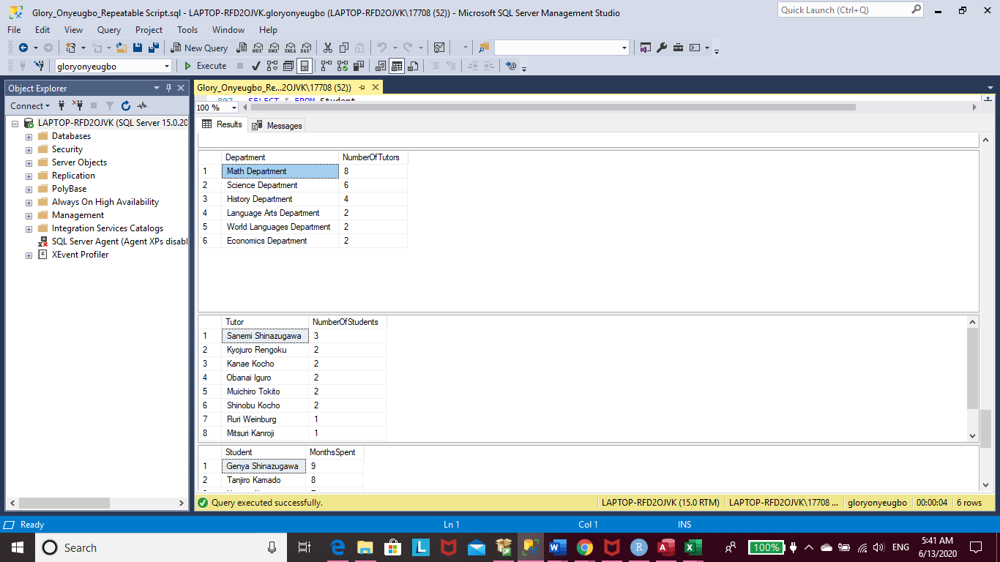 Glory_Onyeugbo_Repeatable Script.sql - LAPTOP-RFD2OJVK.gloryonyeugbo (LAPTOP-RFD2OJVK\17708 (52)) - Microsoft SQL Server Management Studio
Quick Launch (Ctrl+Q)
File Edit View Query Project Tools Window Help
New Query MDX DMX XMLA DAX
gloryonyeugbo Execute
Object Explorer
Glory_Onyeugbo_Re...2OJVK\17708 (52))
807 SELECT * FROM Student
Connect
100 %
Results Messages
LAPTOP-RFD2OJVK (SQL Server 15.0.20
Databases
Security
Server Objects
Replication
PolyBase
Always On High Availability
Management
Integration Services Catalogs
SQL Server Agent (Agent XPs disabl
XEvent Profiler
Department NumberOfTutors
1 Math Department 8
2 Science Department 6
3 History Department 4
4 Language Arts Department 2
5 World Languages Department 2
6 Economics Department 2
Tutor NumberOfStudents
1 Sanemi Shinazugawa 3
2 Kyojuro Rengoku 2
3 Kanae Kocho 2
4 Obanai Iguro 2
5 Muichiro Tokito 2
6 Shinobu Kocho 2
7 Ruri Weinburg 1
8 Mitsuri Kanroji 1
Student MonthsSpent
1 Genya Shinazugawa 9
2 Tanjiro Kamado 8
Query executed successfully.
LAPTOP-RFD2OJVK (15.0 RTM) LAPTOP-RFD2OJVK\17708 ... gloryonyeugbo 00:00:04 6 rows
Ready Ln 1 Col 1 INS
Search
100% ENG
5:41 AM
6/13/2020